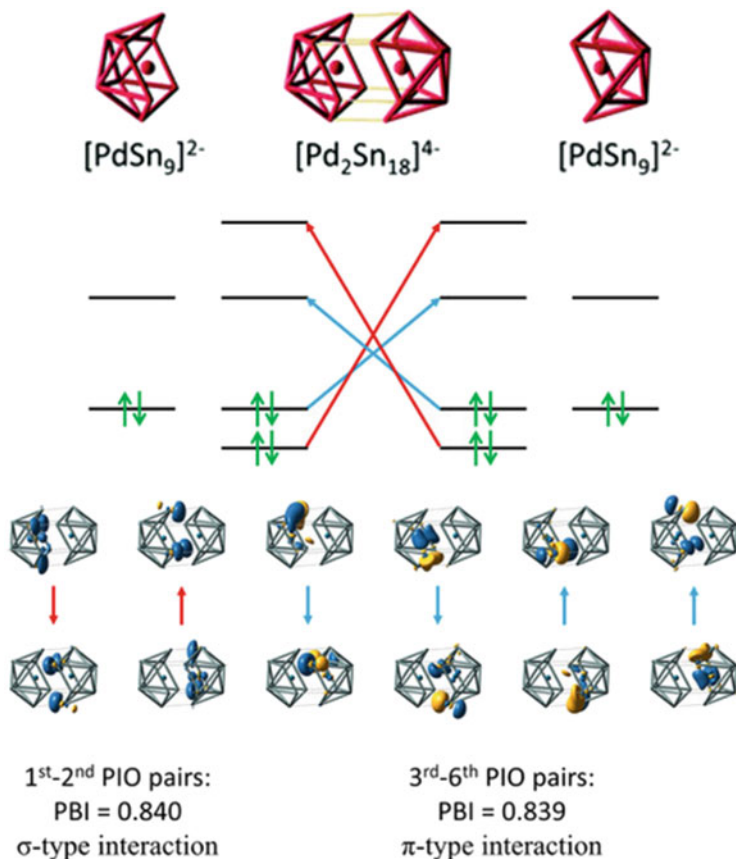 [PdSn₉]²⁻ [Pd₂Sn₁₈]⁴⁻ [PdSn₉]²⁻
1ˢᵗ-2ⁿᵈ PIO pairs:
PBI = 0.840
σ-type interaction
3ʳᵈ-6ᵗʰ PIO pairs:
PBI = 0.839
π-type interaction